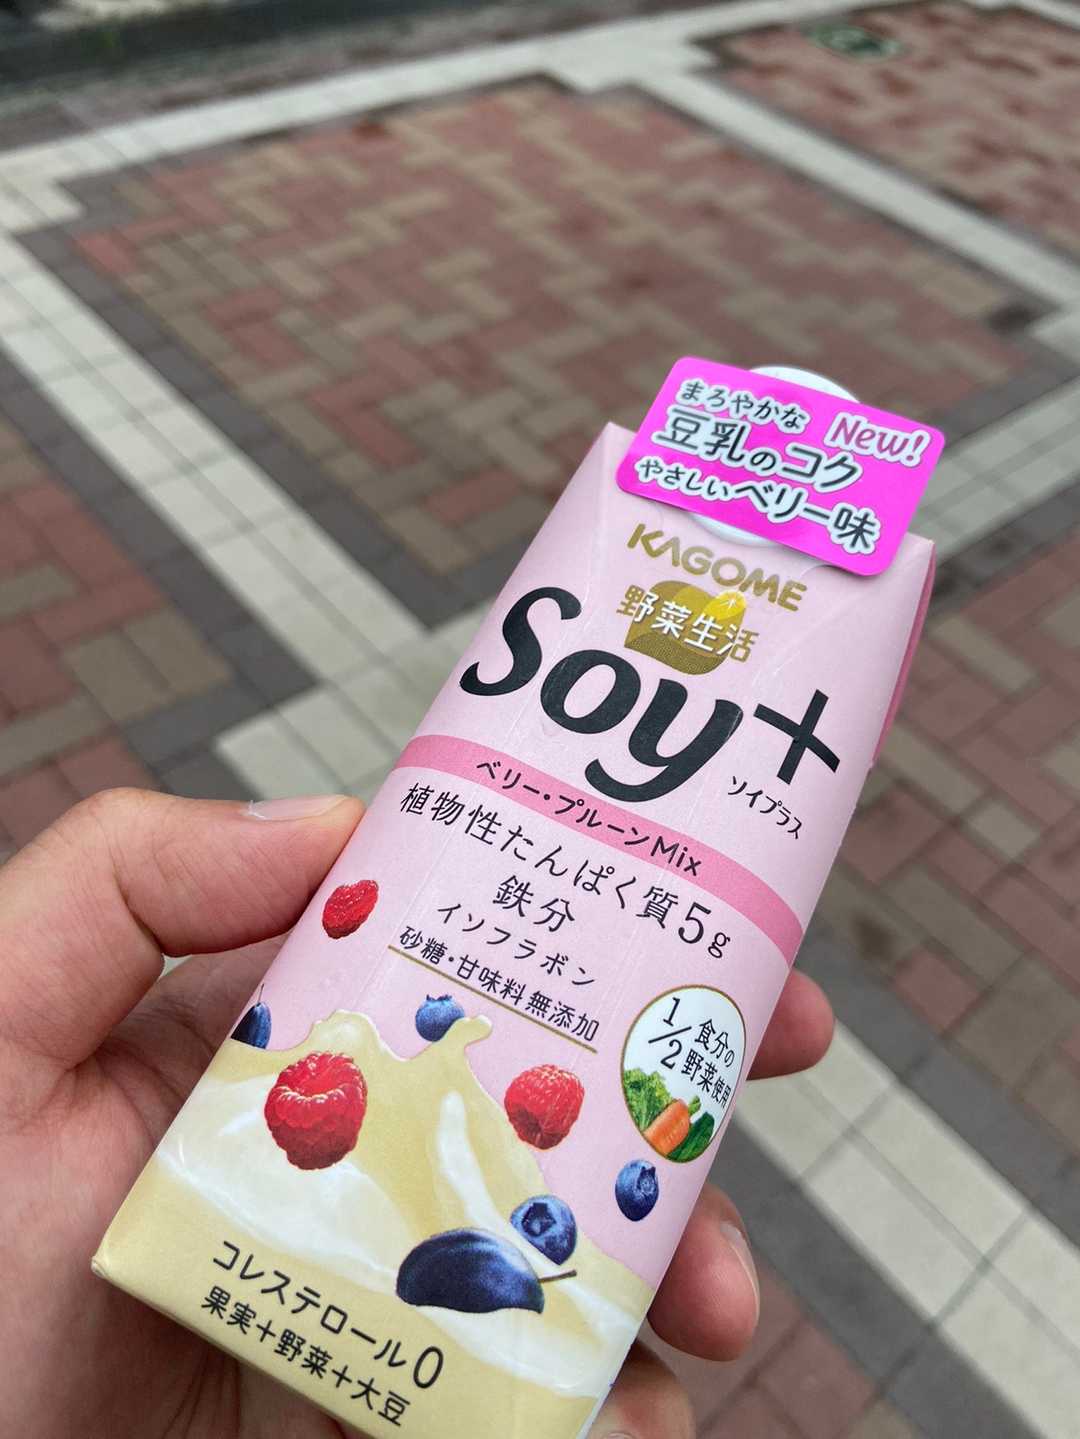 まろやかな
New!
豆乳のコク
やさしいベリー味
KAGOME
野菜生活
Soy+
ソイプラス
ベリー・プルーンMix
植物性たんぱく質5g
鉄分
イソフラボン
砂糖・甘味料無添加
1/2食分の
野菜使用
コレステロール0
果実+野菜+大豆